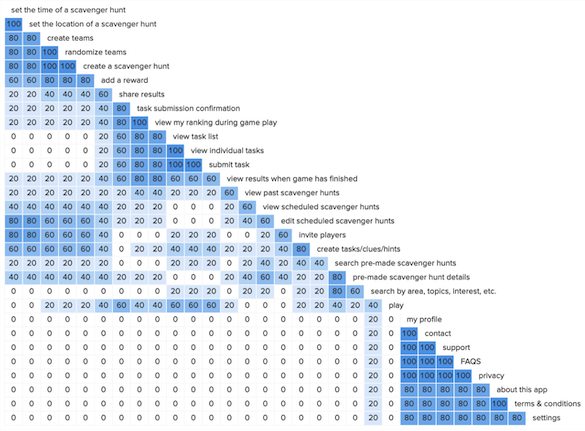 set the time of a scavenger hunt
100 set the location of a scavenger hunt
80 80 create teams
80 80 100 randomize teams
80 80 100 100 create a scavenger hunt
60 60 80 80 80 add a reward
20 20 40 40 40 60 share results
20 20 20 20 20 40 80 task submission confirmation
20 20 20 20 20 40 80 100 view my ranking during game play
0 0 0 0 0 20 60 80 80 view task list
0 0 0 0 0 20 60 80 80 100 view individual tasks
0 0 0 0 0 20 60 80 80 100 100 submit task
20 20 20 20 20 40 60 80 80 60 60 60 view results when game has finished
20 20 20 20 20 20 20 40 40 20 20 20 60 view past scavenger hunts
40 40 40 40 40 40 20 20 20 0 0 0 20 60 view scheduled scavenger hunts
80 80 60 60 60 40 20 20 20 0 0 0 20 40 60 edit scheduled scavenger hunts
80 80 60 60 60 40 0 0 0 20 20 20 0 0 20 60 invite players
60 60 60 60 60 40 0 20 20 40 40 40 20 20 20 40 80 create tasks/clues/hints
20 20 20 20 20 20 0 0 0 20 20 20 0 20 40 20 40 40 search pre-made scavenger hunts
40 40 40 40 40 20 20 20 20 0 0 0 20 40 60 40 20 20 80 pre-made scavenger hunt details
0 0 0 0 0 0 0 0 0 20 20 20 0 20 20 0 20 20 80 60 search by area, topics, interest, etc.
0 0 20 20 20 40 60 40 40 60 60 60 20 0 0 0 20 20 40 20 40 play
0 0 0 0 0 0 0 0 0 0 0 0 0 0 0 0 0 0 0 0 20 0 my profile
0 0 0 0 0 0 0 0 0 0 0 0 0 0 0 0 0 0 0 0 20 0 100 contact
0 0 0 0 0 0 0 0 0 0 0 0 0 0 0 0 0 0 0 0 20 0 100 100 support
0 0 0 0 0 0 0 0 0 0 0 0 0 0 0 0 0 0 0 0 20 0 100 100 100 FAQS
0 0 0 0 0 0 0 0 0 0 0 0 0 0 0 0 0 0 0 0 20 0 100 100 100 100 privacy
0 0 0 0 0 0 0 0 0 0 0 0 0 0 0 0 0 0 0 0 20 0 80 80 80 80 80 about this app
0 0 0 0 0 0 0 0 0 0 0 0 0 0 0 0 0 0 0 0 20 0 80 80 80 80 80 100 terms & conditions
0 0 0 0 0 0 0 0 0 0 0 0 0 0 0 0 0 0 0 0 20 0 80 80 80 80 80 80 80 settings